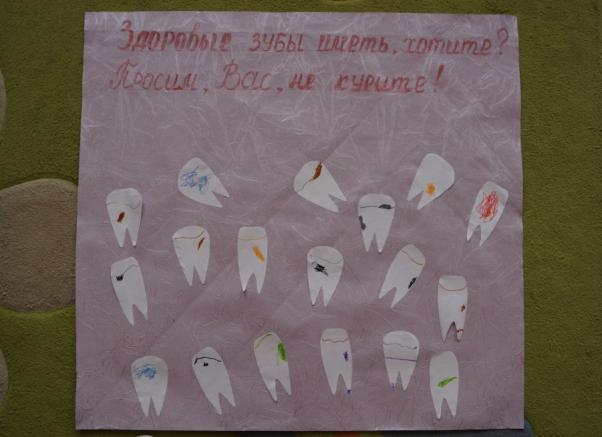 Здоровые зубы иметь, хотите?
Просим, Вас, не курите!